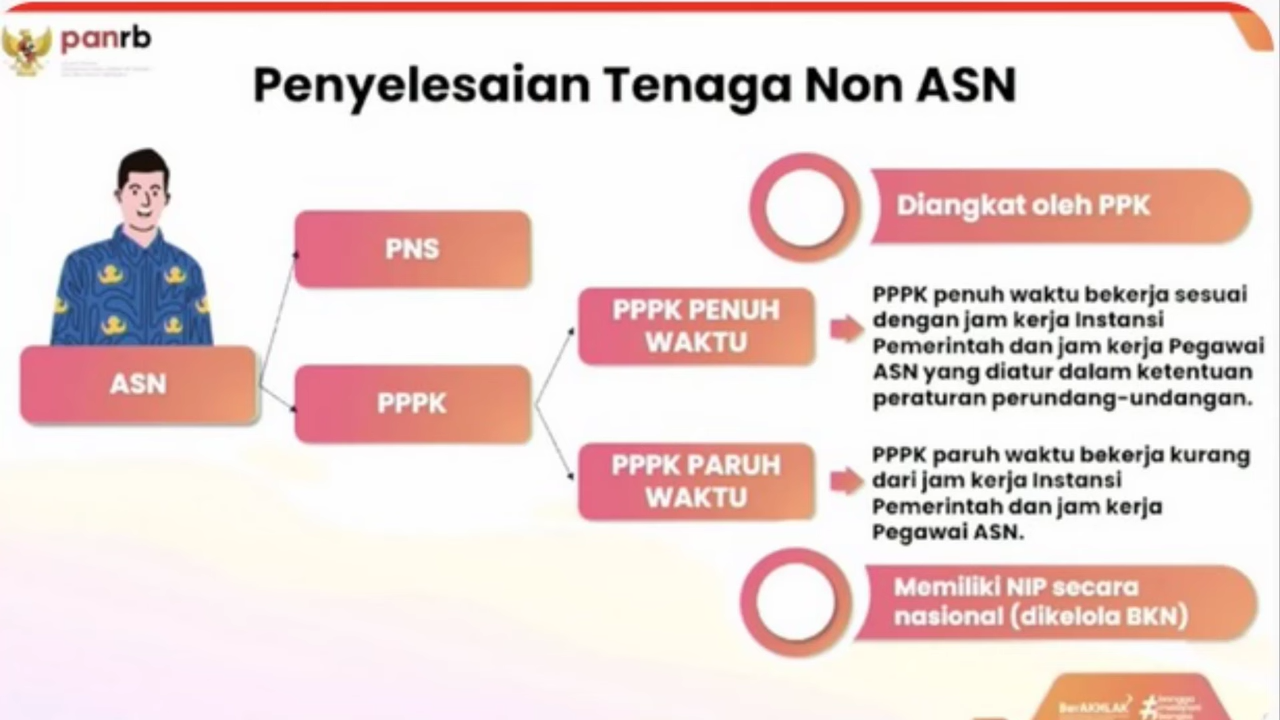 panrb
Penyelesaian Tenaga Non ASN
Diangkat oleh PPK
PNS
PPPK PENUH
WAKTU
PPPK penuh waktu bekerja sesuai
dengan jam kerja Instansi
Pemerintah dan jam kerja Pegawai
ASN yang diatur dalam ketentuan
peraturan perundang-undangan.
ASN
PPPK
PPPK PARUH
WAKTU
PPPK paruh waktu bekerja kurang
dari jam kerja Instansi
Pemerintah dan jam kerja
Pegawai ASN.
Memiliki NIP secara
nasional (dikelola BKN)
BerAKHLAK
#